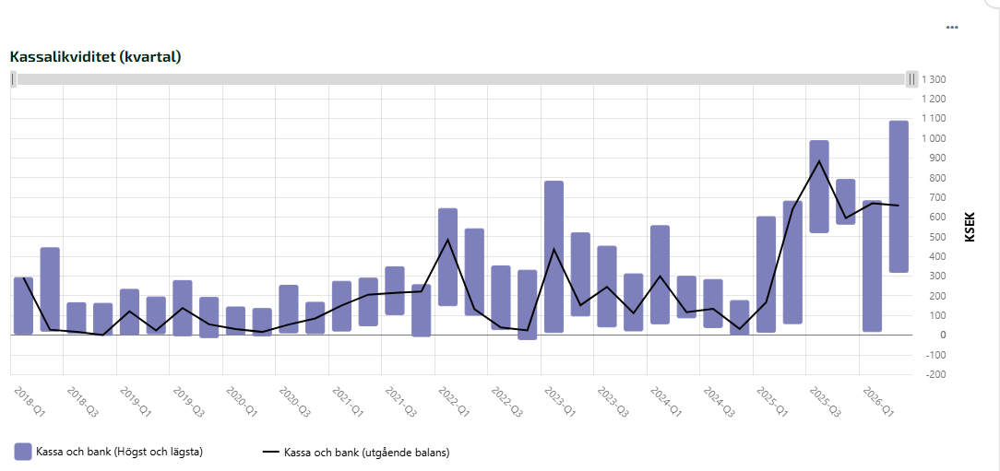 Kassalikviditet (kvartal)
1 300
1 200
1 100
1 000
900
800
700
600
500
400
300
200
100
0
-100
-200
KSEK
2018-Q1
2018-Q3
2019-Q1
2019-Q3
2020-Q1
2020-Q3
2021-Q1
2021-Q3
2022-Q1
2022-Q3
2023-Q1
2023-Q3
2024-Q1
2024-Q3
2025-Q1
2025-Q3
2026-Q1
Kassa och bank (Högst och lägsta)
Kassa och bank (utgående balans)